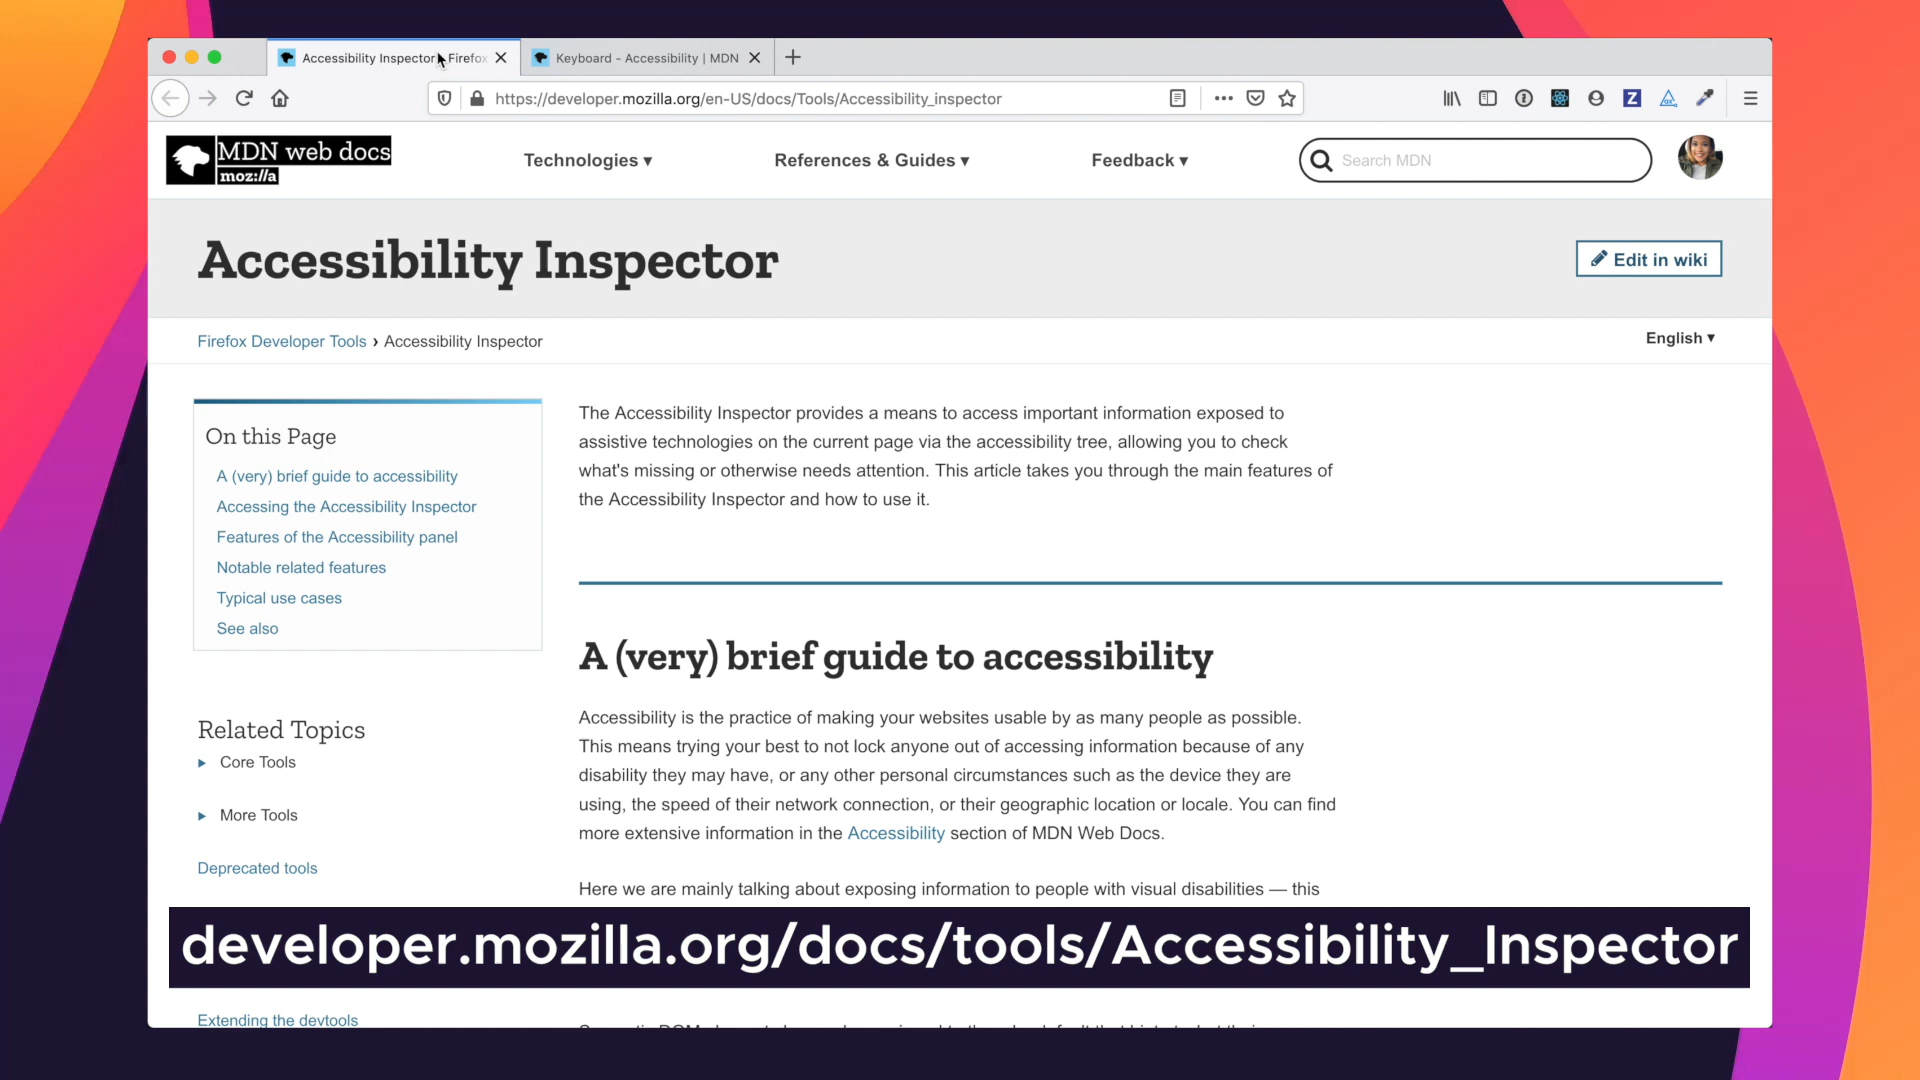 Accessibility Inspector - Firefox
Keyboard - Accessibility | MDN
https://developer.mozilla.org/en-US/docs/Tools/Accessibility_inspector
MDN web docs
moz://a
Technologies ▾
References & Guides ▾
Feedback ▾
Search MDN
Accessibility Inspector
Edit in wiki
Firefox Developer Tools › Accessibility Inspector
English ▾
On this Page
A (very) brief guide to accessibility
Accessing the Accessibility Inspector
Features of the Accessibility panel
Notable related features
Typical use cases
See also
Related Topics
Core Tools
More Tools
Deprecated tools
Extending the devtools
The Accessibility Inspector provides a means to access important information exposed to
assistive technologies on the current page via the accessibility tree, allowing you to check
what's missing or otherwise needs attention. This article takes you through the main features of
the Accessibility Inspector and how to use it.
A (very) brief guide to accessibility
Accessibility is the practice of making your websites usable by as many people as possible.
This means trying your best to not lock anyone out of accessing information because of any
disability they may have, or any other personal circumstances such as the device they are
using, the speed of their network connection, or their geographic location or locale. You can find
more extensive information in the Accessibility section of MDN Web Docs.
Here we are mainly talking about exposing information to people with visual disabilities — this
developer.mozilla.org/docs/tools/Accessibility_Inspector